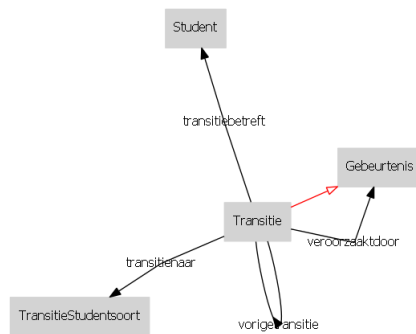 Student
transitiebetreft
Gebeurtenis
Transitie
veroorzaaktdoor
transitienaar
TransitieStudentsoort
vorigetransitie